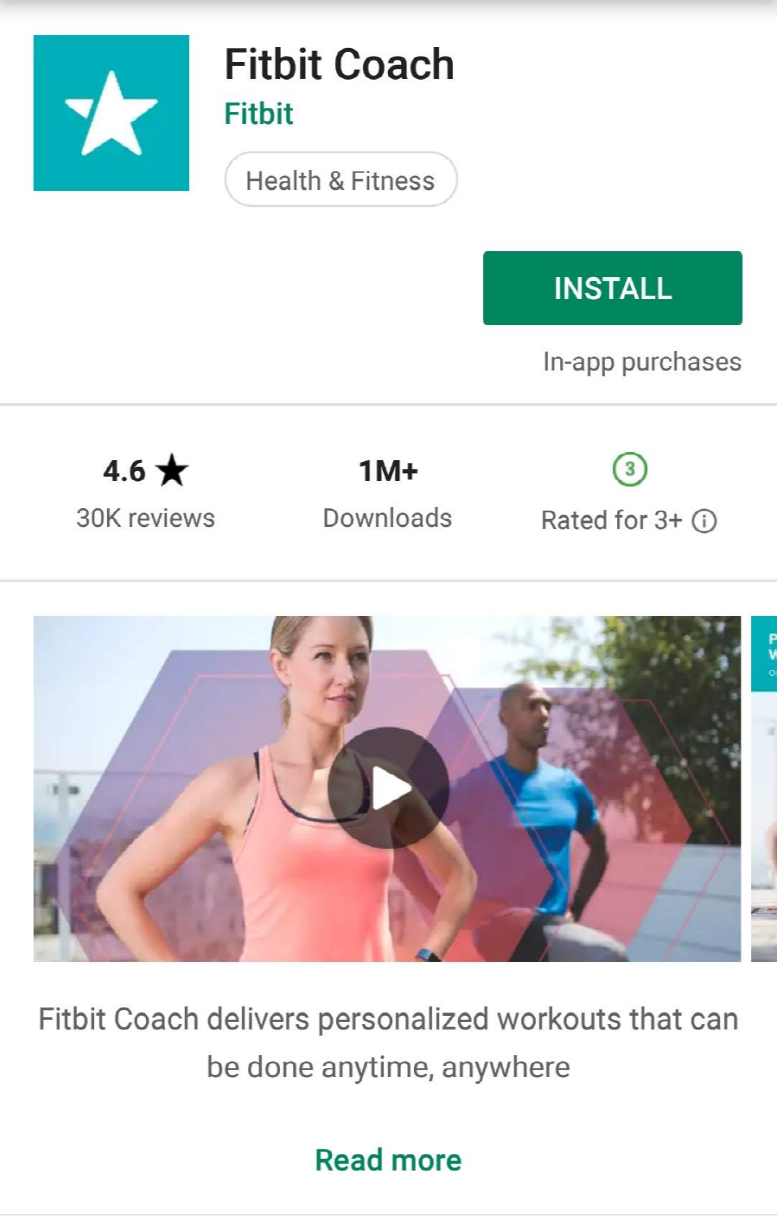 Fitbit Coach
Fitbit
Health & Fitness
INSTALL
In-app purchases
4.6 ★
30K reviews
1M+
Downloads
3
Rated for 3+
Fitbit Coach delivers personalized workouts that can
be done anytime, anywhere
Read more